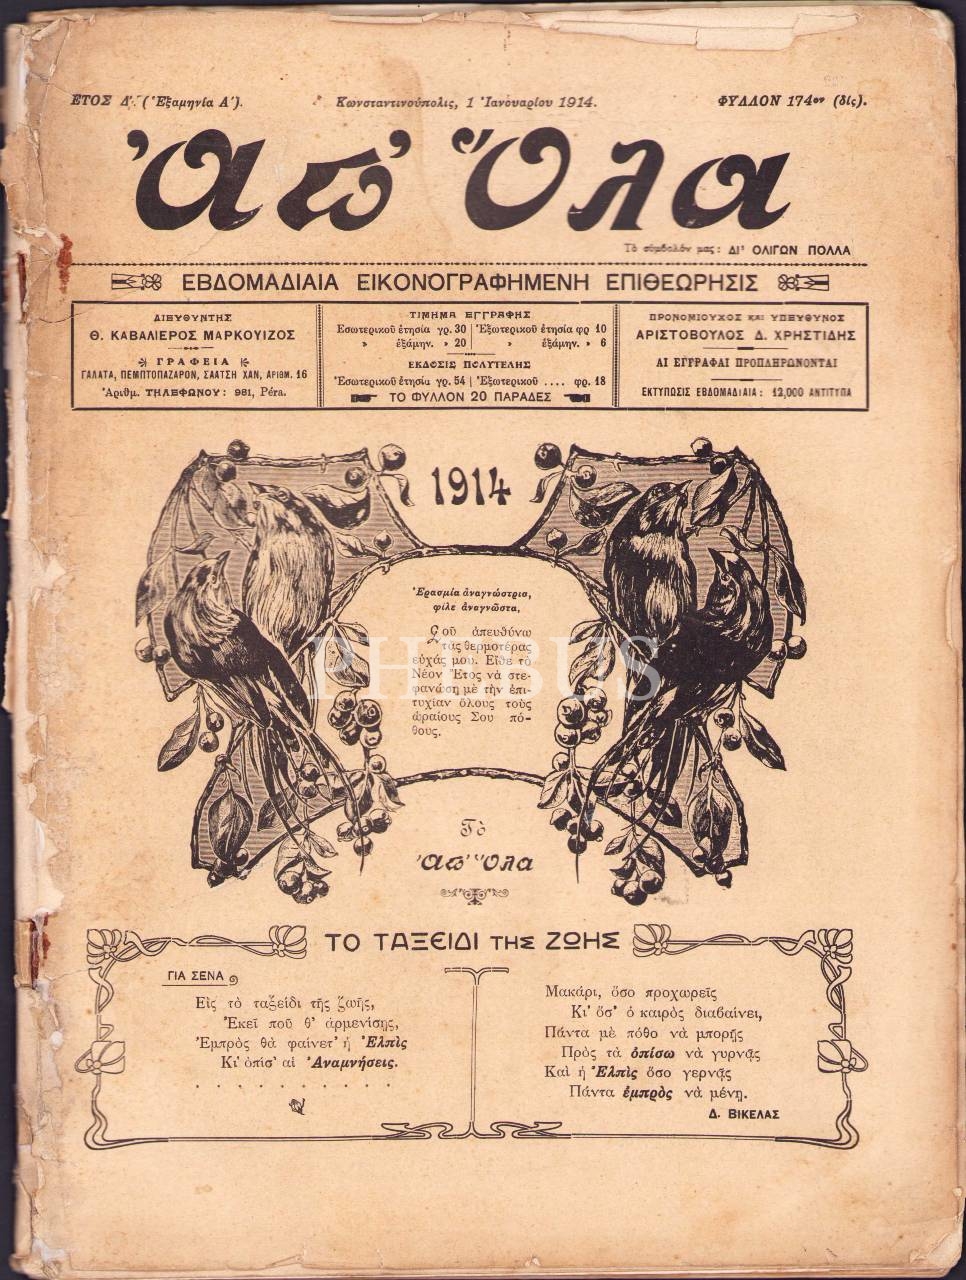 ΕΤΟΣ Δ'. (Ἑξαμηνία Α').
Κωνσταντινούπολις, 1 Ἰανουαρίου 1914.
ΦΥΛΛΟΝ 174ον (δίς).
Ἀπ' Ὅλα
Τὸ σύμβολόν μας: ΔΙ' ΟΛΙΓΩΝ ΠΟΛΛΑ
ΕΒΔΟΜΑΔΙΑΙΑ ΕΙΚΟΝΟΓΡΑΦΗΜΕΝΗ ΕΠΙΘΕΩΡΗΣΙΣ
ΔΙΕΥΘΥΝΤΗΣ
Θ. ΚΑΒΑΛΙΕΡΟΣ ΜΑΡΚΟΥΙΖΟΣ
ΓΡΑΦΕΙΑ
ΓΑΛΑΤΑ, ΠΕΜΠΤΟΠΑΖΑΡΟΝ, ΣΑΑΤΣΗ ΧΑΝ, ΑΡΙΘΜ. 16
Ἀριθμ. ΤΗΛΕΦΩΝΟΥ: 981, Péra.
ΤΙΜΗΜΑ ΕΓΓΡΑΦΗΣ
Εσωτερικοῦ ἐτησία γρ. 30 | Ἐξωτερικοῦ ἐτησία φρ 10
» ἑξάμην. » 20 | » ἑξάμην. » 6
ΕΚΔΟΣΙΣ ΠΟΛΥΤΕΛΗΣ
Ἐσωτερικοῦ ἐτησία γρ. 54 | Ἐξωτερικοῦ .... φρ. 18
ΤΟ ΦΥΛΛΟΝ 20 ΠΑΡΑΔΕΣ
ΠΡΟΝΟΜΙΟΥΧΟΣ ΚΑΙ ΥΠΕΥΘΥΝΟΣ
ΑΡΙΣΤΟΒΟΥΛΟΣ Δ. ΧΡΗΣΤΙΔΗΣ
ΑΙ ΕΓΓΡΑΦΑΙ ΠΡΟΠΛΗΡΩΝΟΝΤΑΙ
ΕΚΤΥΠΩΣΙΣ ΕΒΔΟΜΑΔΙΑΙΑ: 12,000 ΑΝΤΙΤΥΠΑ
1914
Ἐρασμία ἀναγνώστρια,
φίλε ἀναγνῶστα,
Σοῦ ἀπευθύνω
τὰς θερμοτέρας
εὐχάς μου. Εἴθε τὸ
Νέον Ἔτος νὰ στε-
φανώσῃ μὲ τὴν ἐπι-
τυχίαν ὅλους τοὺς
ὡραίους Σου πό-
θους.
PHEBUS
Τὸ
Ἀπ' Ὅλα
ΤΟ ΤΑΞΕΙΔΙ ΤΗΣ ΖΩΗΣ
ΓΙΑ ΣΕΝΑ
Εἰς τὸ ταξεῖδι τῆς ζωῆς,
Ἐκεῖ ποῦ θ' ἀρμενίσῃς,
Ἐμπρὸς θὰ φαίνετ' ἡ Ἐλπὶς
Κι' ὀπίσ' αἱ Ἀναμνήσεις.
. . . . . . . . . . .
Μακάρι, ὅσο προχωρεῖς
Κι' ὅσ' ὁ καιρὸς διαβαίνει,
Πάντα μὲ πόθο νὰ μπορῇς
Πρὸς τὰ ὀπίσω νὰ γυρνᾷς
Καὶ ἡ Ἐλπὶς ὅσο γερνᾷς
Πάντα ἐμπρὸς νὰ μένῃ.
Δ. ΒΙΚΕΛΑΣ